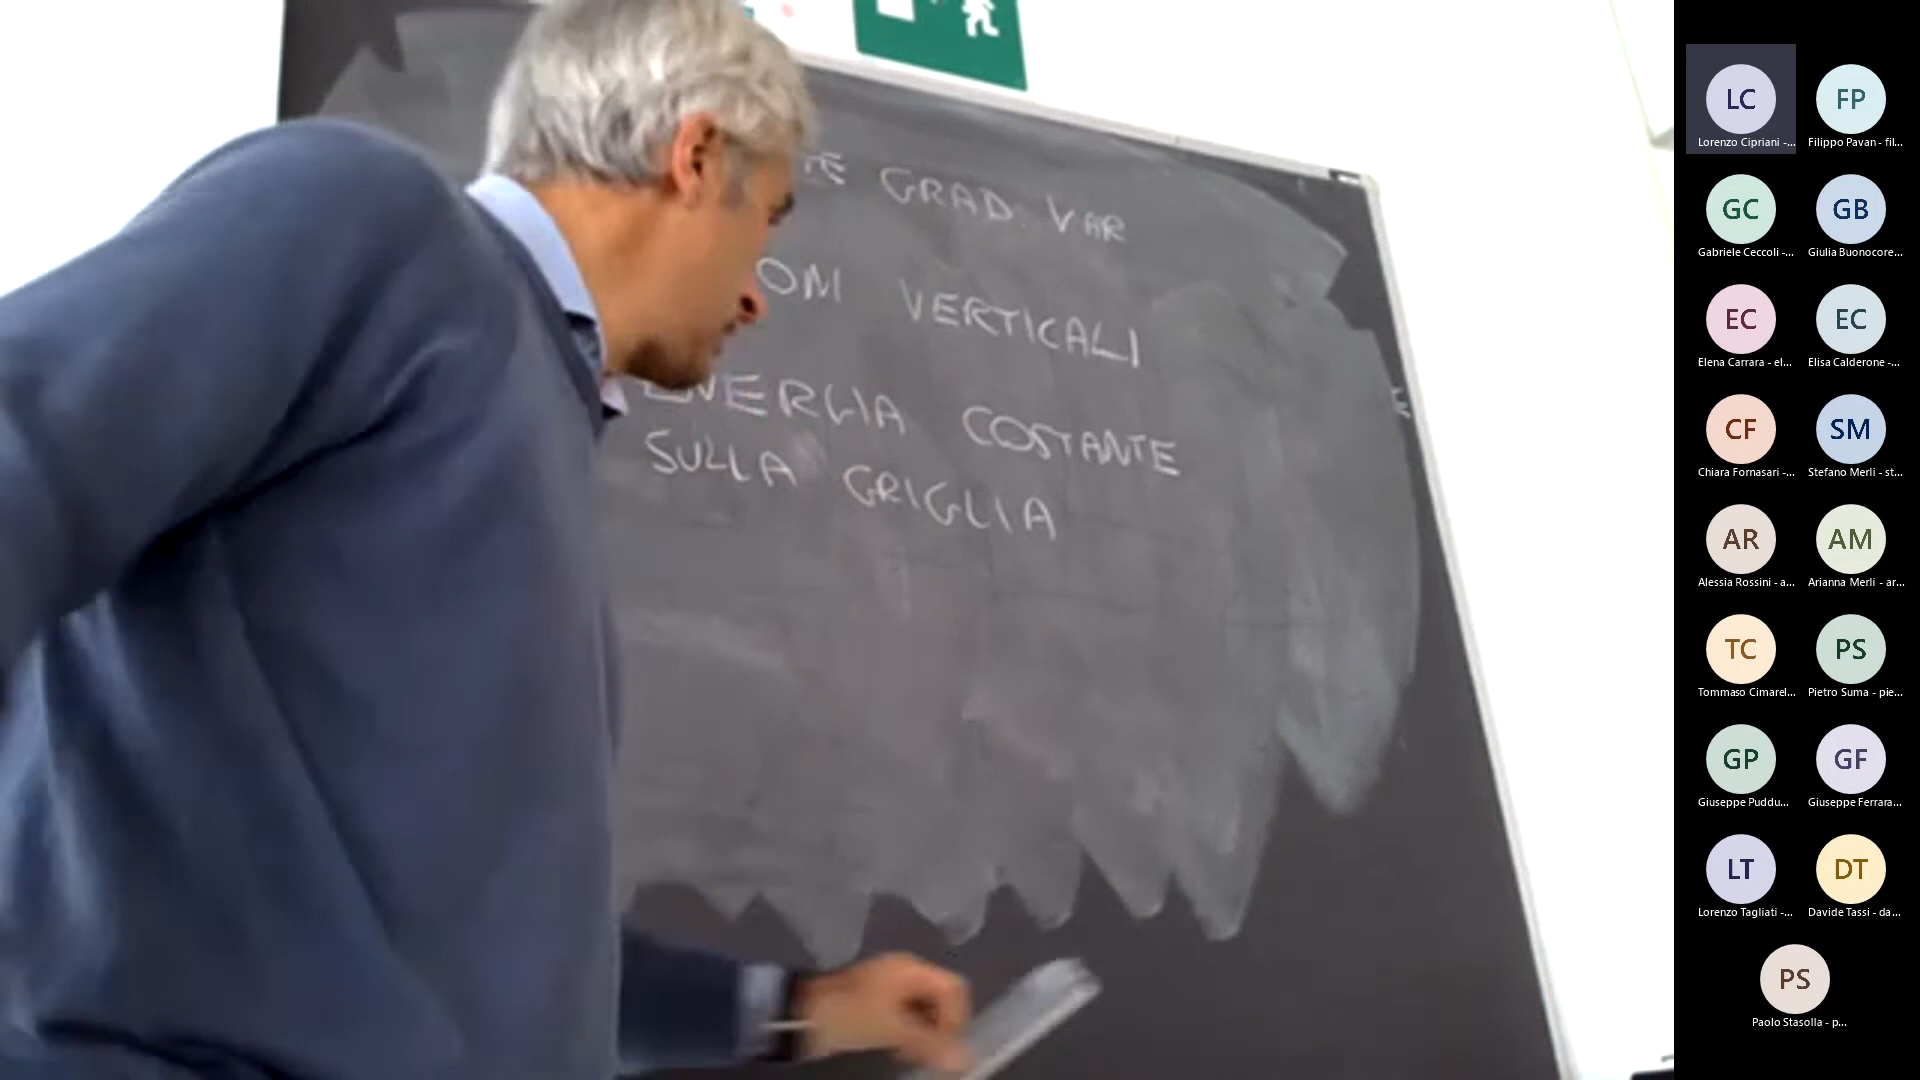 GRAD. VAR
VERTICALI
ENERGIA COSTANTE
SULLA GRIGLIA
LC
Lorenzo Cipriani -...
FP
Filippo Pavan - fil...
GC
Gabriele Ceccoli -...
GB
Giulia Buonocore...
EC
Elena Carrara - el...
EC
Elisa Calderone -...
CF
Chiara Fornasari -...
SM
Stefano Merli - st...
AR
Alessia Rossini - a...
AM
Arianna Merli - ar...
TC
Tommaso Cimarel...
PS
Pietro Suma - pie...
GP
Giuseppe Puddu...
GF
Giuseppe Ferrara...
LT
Lorenzo Tagliati -...
DT
Davide Tassi - da...
PS
Paolo Stasolla - p...